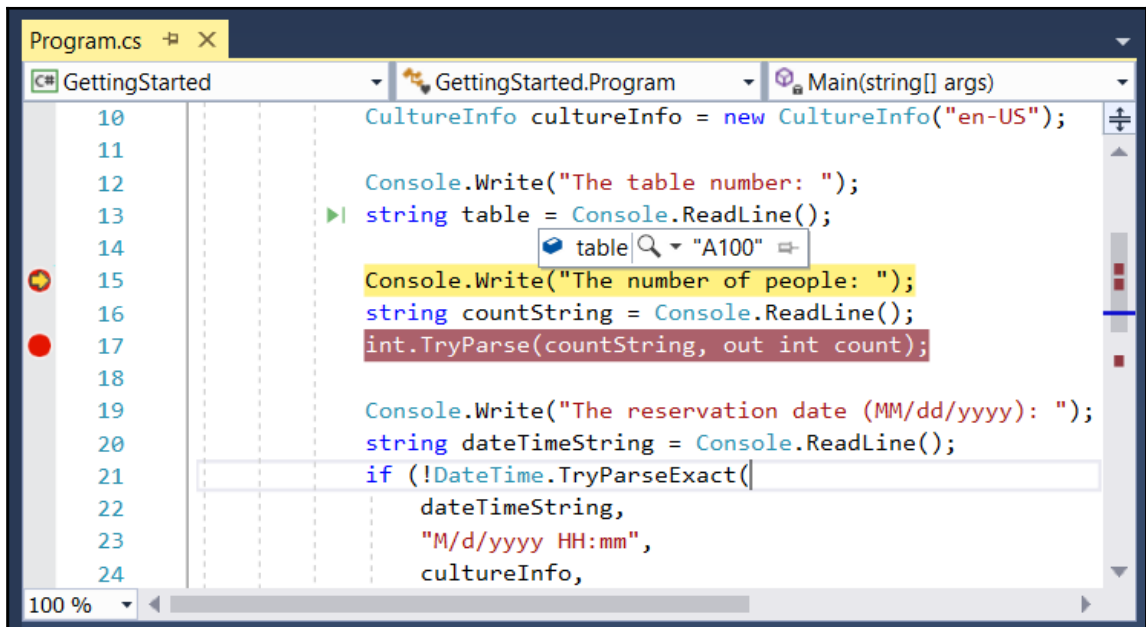 Program.cs
C# GettingStarted GettingStarted.Program Main(string[] args)
10 CultureInfo cultureInfo = new CultureInfo("en-US");
11
12 Console.Write("The table number: ");
13 string table = Console.ReadLine();
14 table "A100"
15 Console.Write("The number of people: ");
16 string countString = Console.ReadLine();
17 int.TryParse(countString, out int count);
18
19 Console.Write("The reservation date (MM/dd/yyyy): ");
20 string dateTimeString = Console.ReadLine();
21 if (!DateTime.TryParseExact(
22 dateTimeString,
23 "M/d/yyyy HH:mm",
24 cultureInfo,
100 %